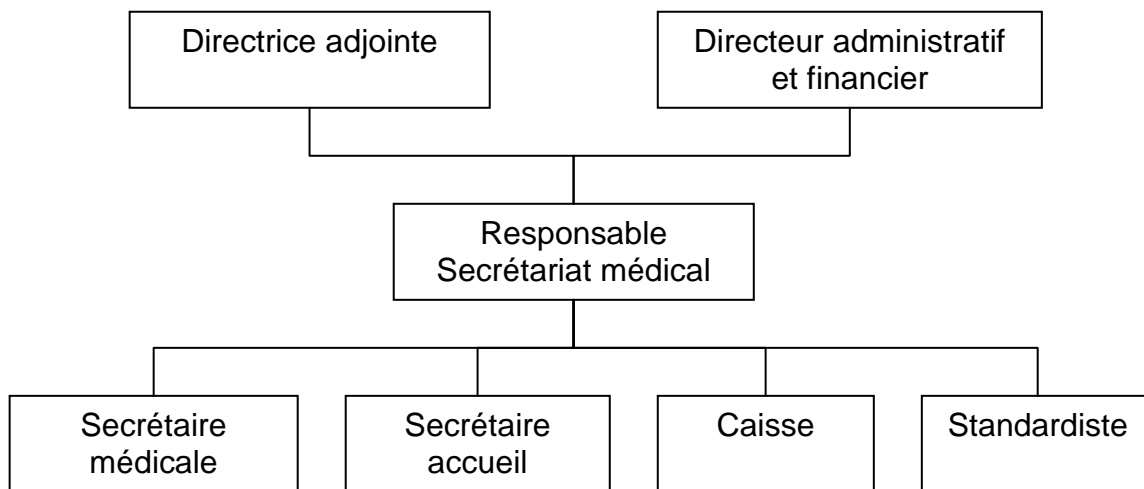 Directrice adjointe
Directeur administratif
et financier
Responsable
Secrétariat médical
Secrétaire
médicale
Secrétaire
accueil
Caisse
Standardiste